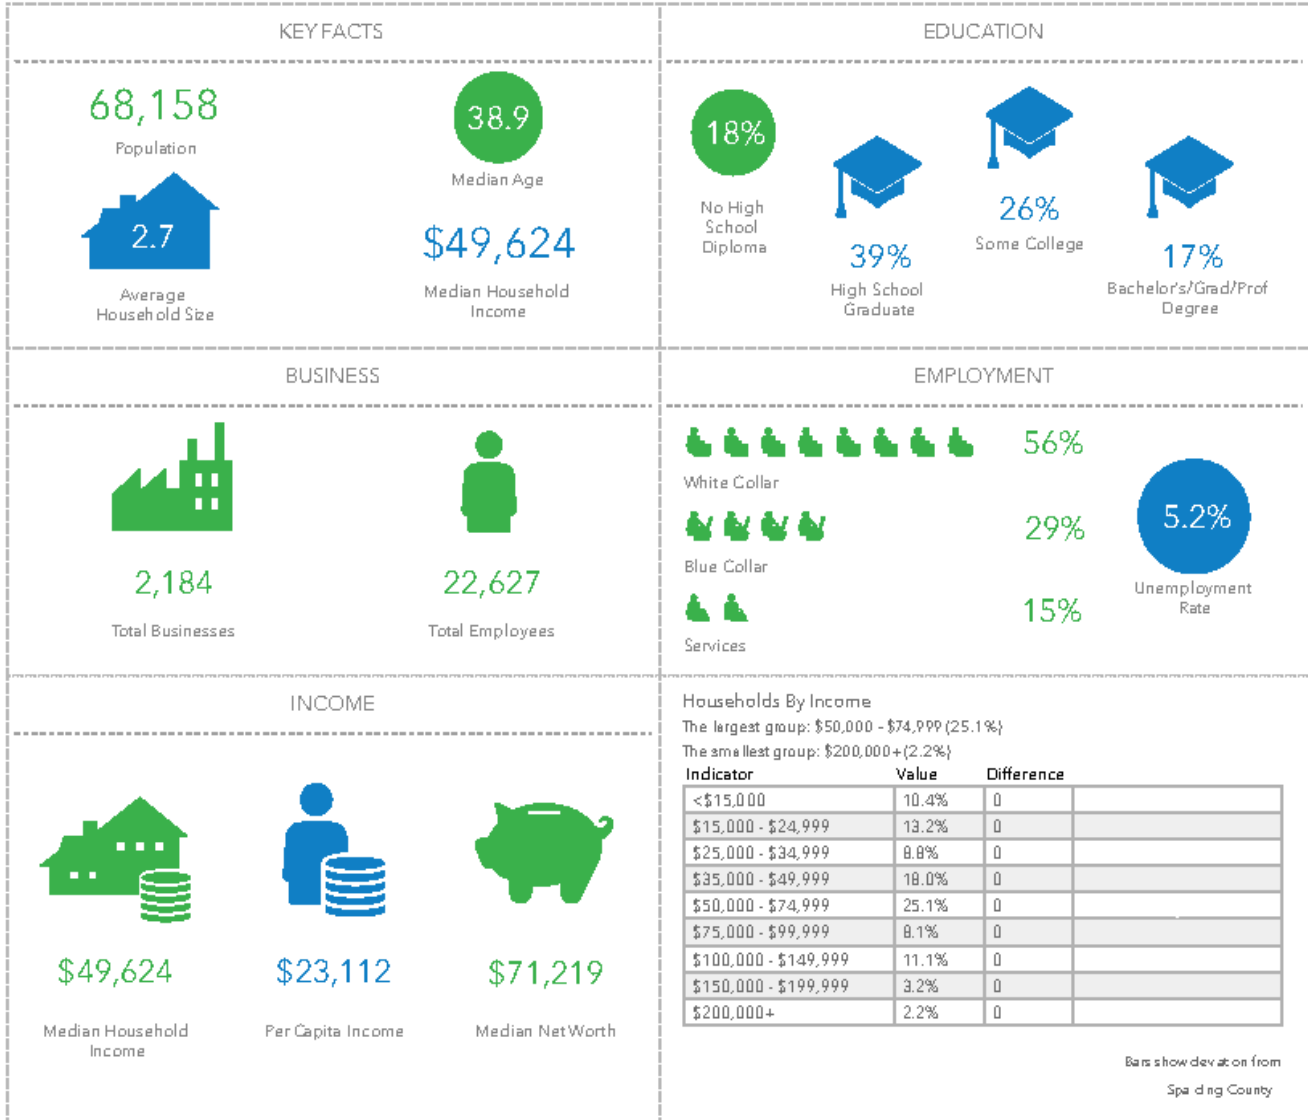 KEY FACTS
68,158
Population
38.9
Median Age
2.7
Average
Household Size
$49,624
Median Household
Income
EDUCATION
18%
No High
School
Diploma
39%
High School
Graduate
26%
Some College
17%
Bachelor's/Grad/Prof
Degree
BUSINESS
2,184
Total Businesses
22,627
Total Employees
EMPLOYMENT
56%
White Collar
29%
Blue Collar
15%
Services
5.2%
Unemployment
Rate
INCOME
$49,624
Median Household
Income
$23,112
Per Capita Income
$71,219
Median Net Worth
Households By Income
The largest group: $50,000 - $74,999 (25.1%)
The smallest group: $200,000+ (2.2%)
Indicator Value Difference
<$15,000 10.4% 0
$15,000 - $24,999 13.2% 0
$25,000 - $34,999 8.8% 0
$35,000 - $49,999 18.0% 0
$50,000 - $74,999 25.1% 0
$75,000 - $99,999 8.1% 0
$100,000 - $149,999 11.1% 0
$150,000 - $199,999 3.2% 0
$200,000+ 2.2% 0
Bars show deviation from
Spalding County